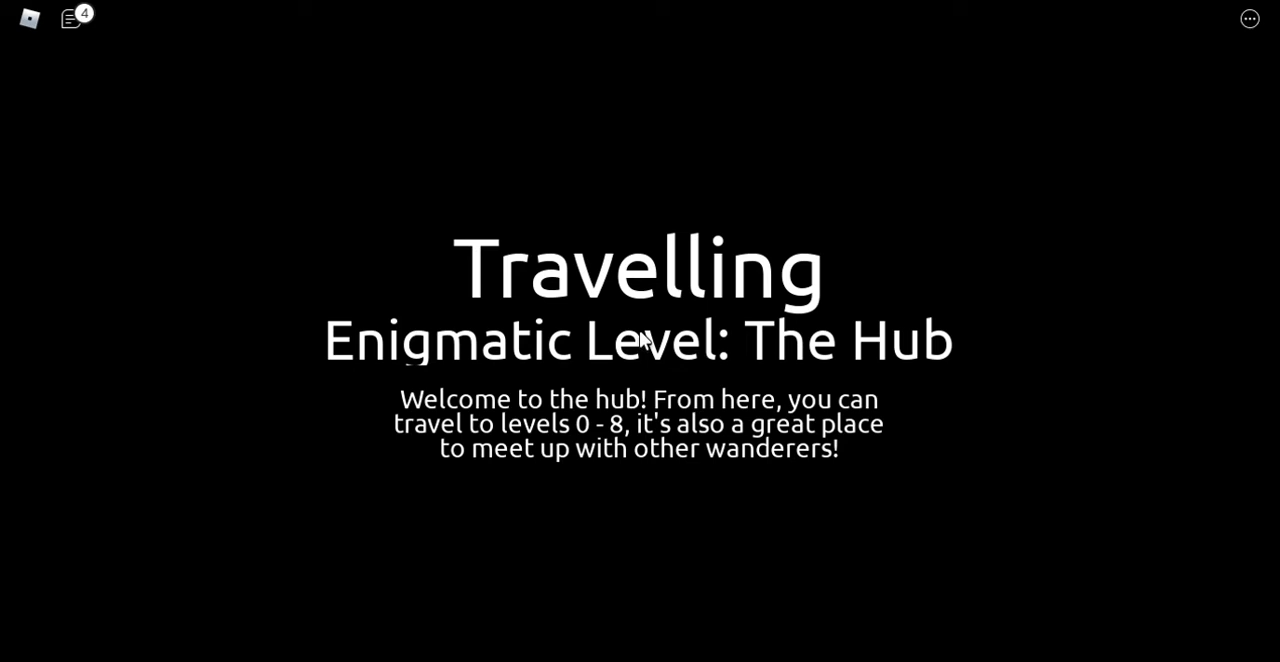 4
Travelling
Enigmatic Level: The Hub
Welcome to the hub! From here, you can
travel to levels 0 - 8, it's also a great place
to meet up with other wanderers!